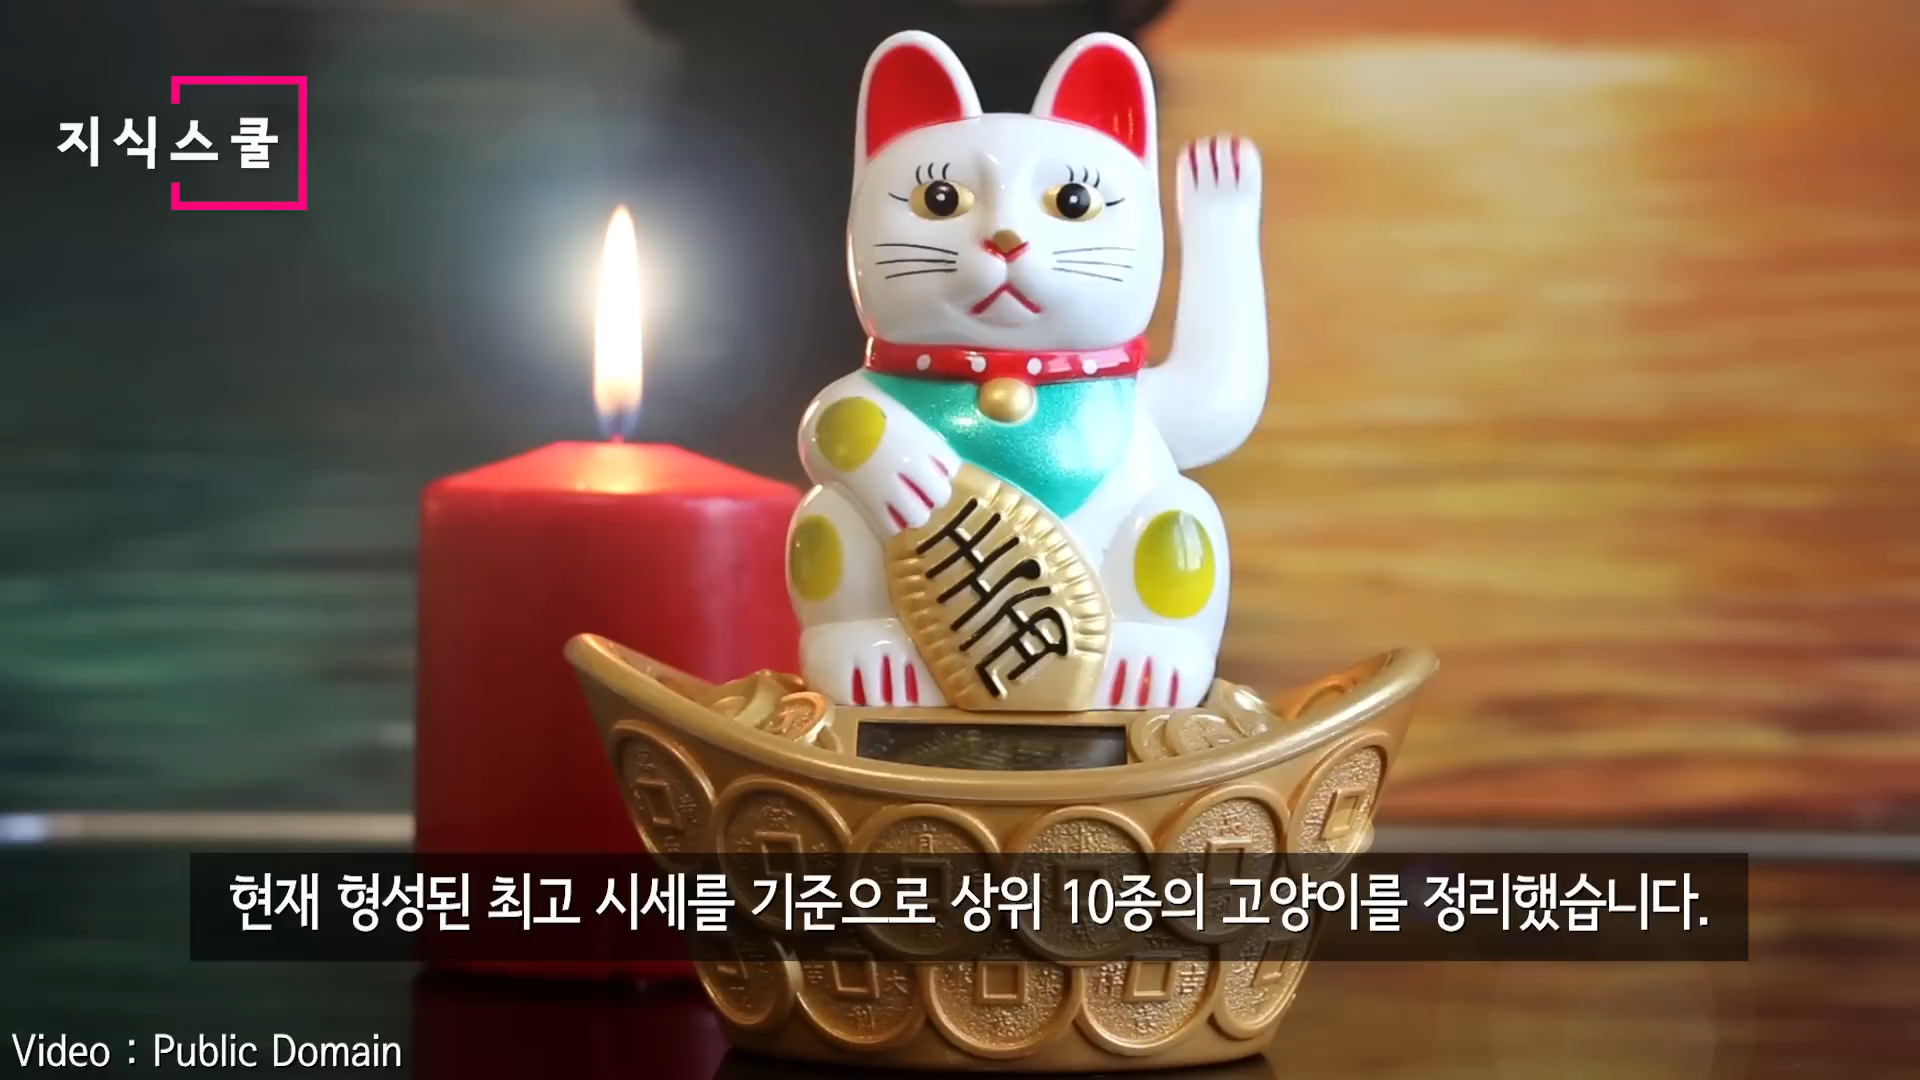 지식스쿨
현재 형성된 최고 시세를 기준으로 상위 10종의 고양이를 정리했습니다.
Video : Public Domain